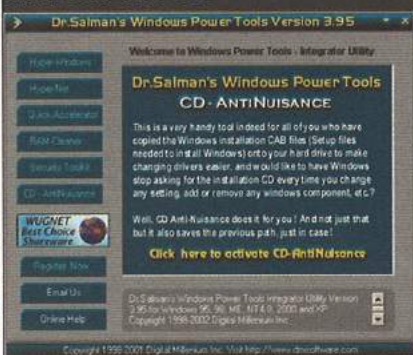 Dr.Salman's Windows Power Tools Version 3.95
Welcome to Windows Power Tools - Integrator Utility
Hyper-Windows
Hyper-Net
Quick-Accelerator
RAM-Cleaner
Security Toolkit
CD - AntiNuisance
WUGNET
Best Choice
Shareware
Register Now
Email Us
Online Help
Dr.Salman's Windows Power Tools
CD - ANTINUISANCE
This is a very handy tool indeed for all of you who have
copied the Windows installation CAB files (Setup files
needed to install Windows) onto your hard drive to make
changing drivers easier, and would like to have Windows
stop asking for the installation CD every time you change
any setting, add or remove any windows component, etc.?
Well, CD Anti-Nuisance does it for you! And not just that
but it also saves the previous path, just in case!
Click here to activate CD-AntiNuisance
Dr.Salman's Windows Power Tools Integrator Utility Version
3.95 for Windows 95, 98, ME, NT4.0, 2000 and XP
Copyright 1998-2002 Digital Millenium Inc.
Copyright 1998-2001 Digital Millenium Inc. Visit http://www.dmsoftware.com